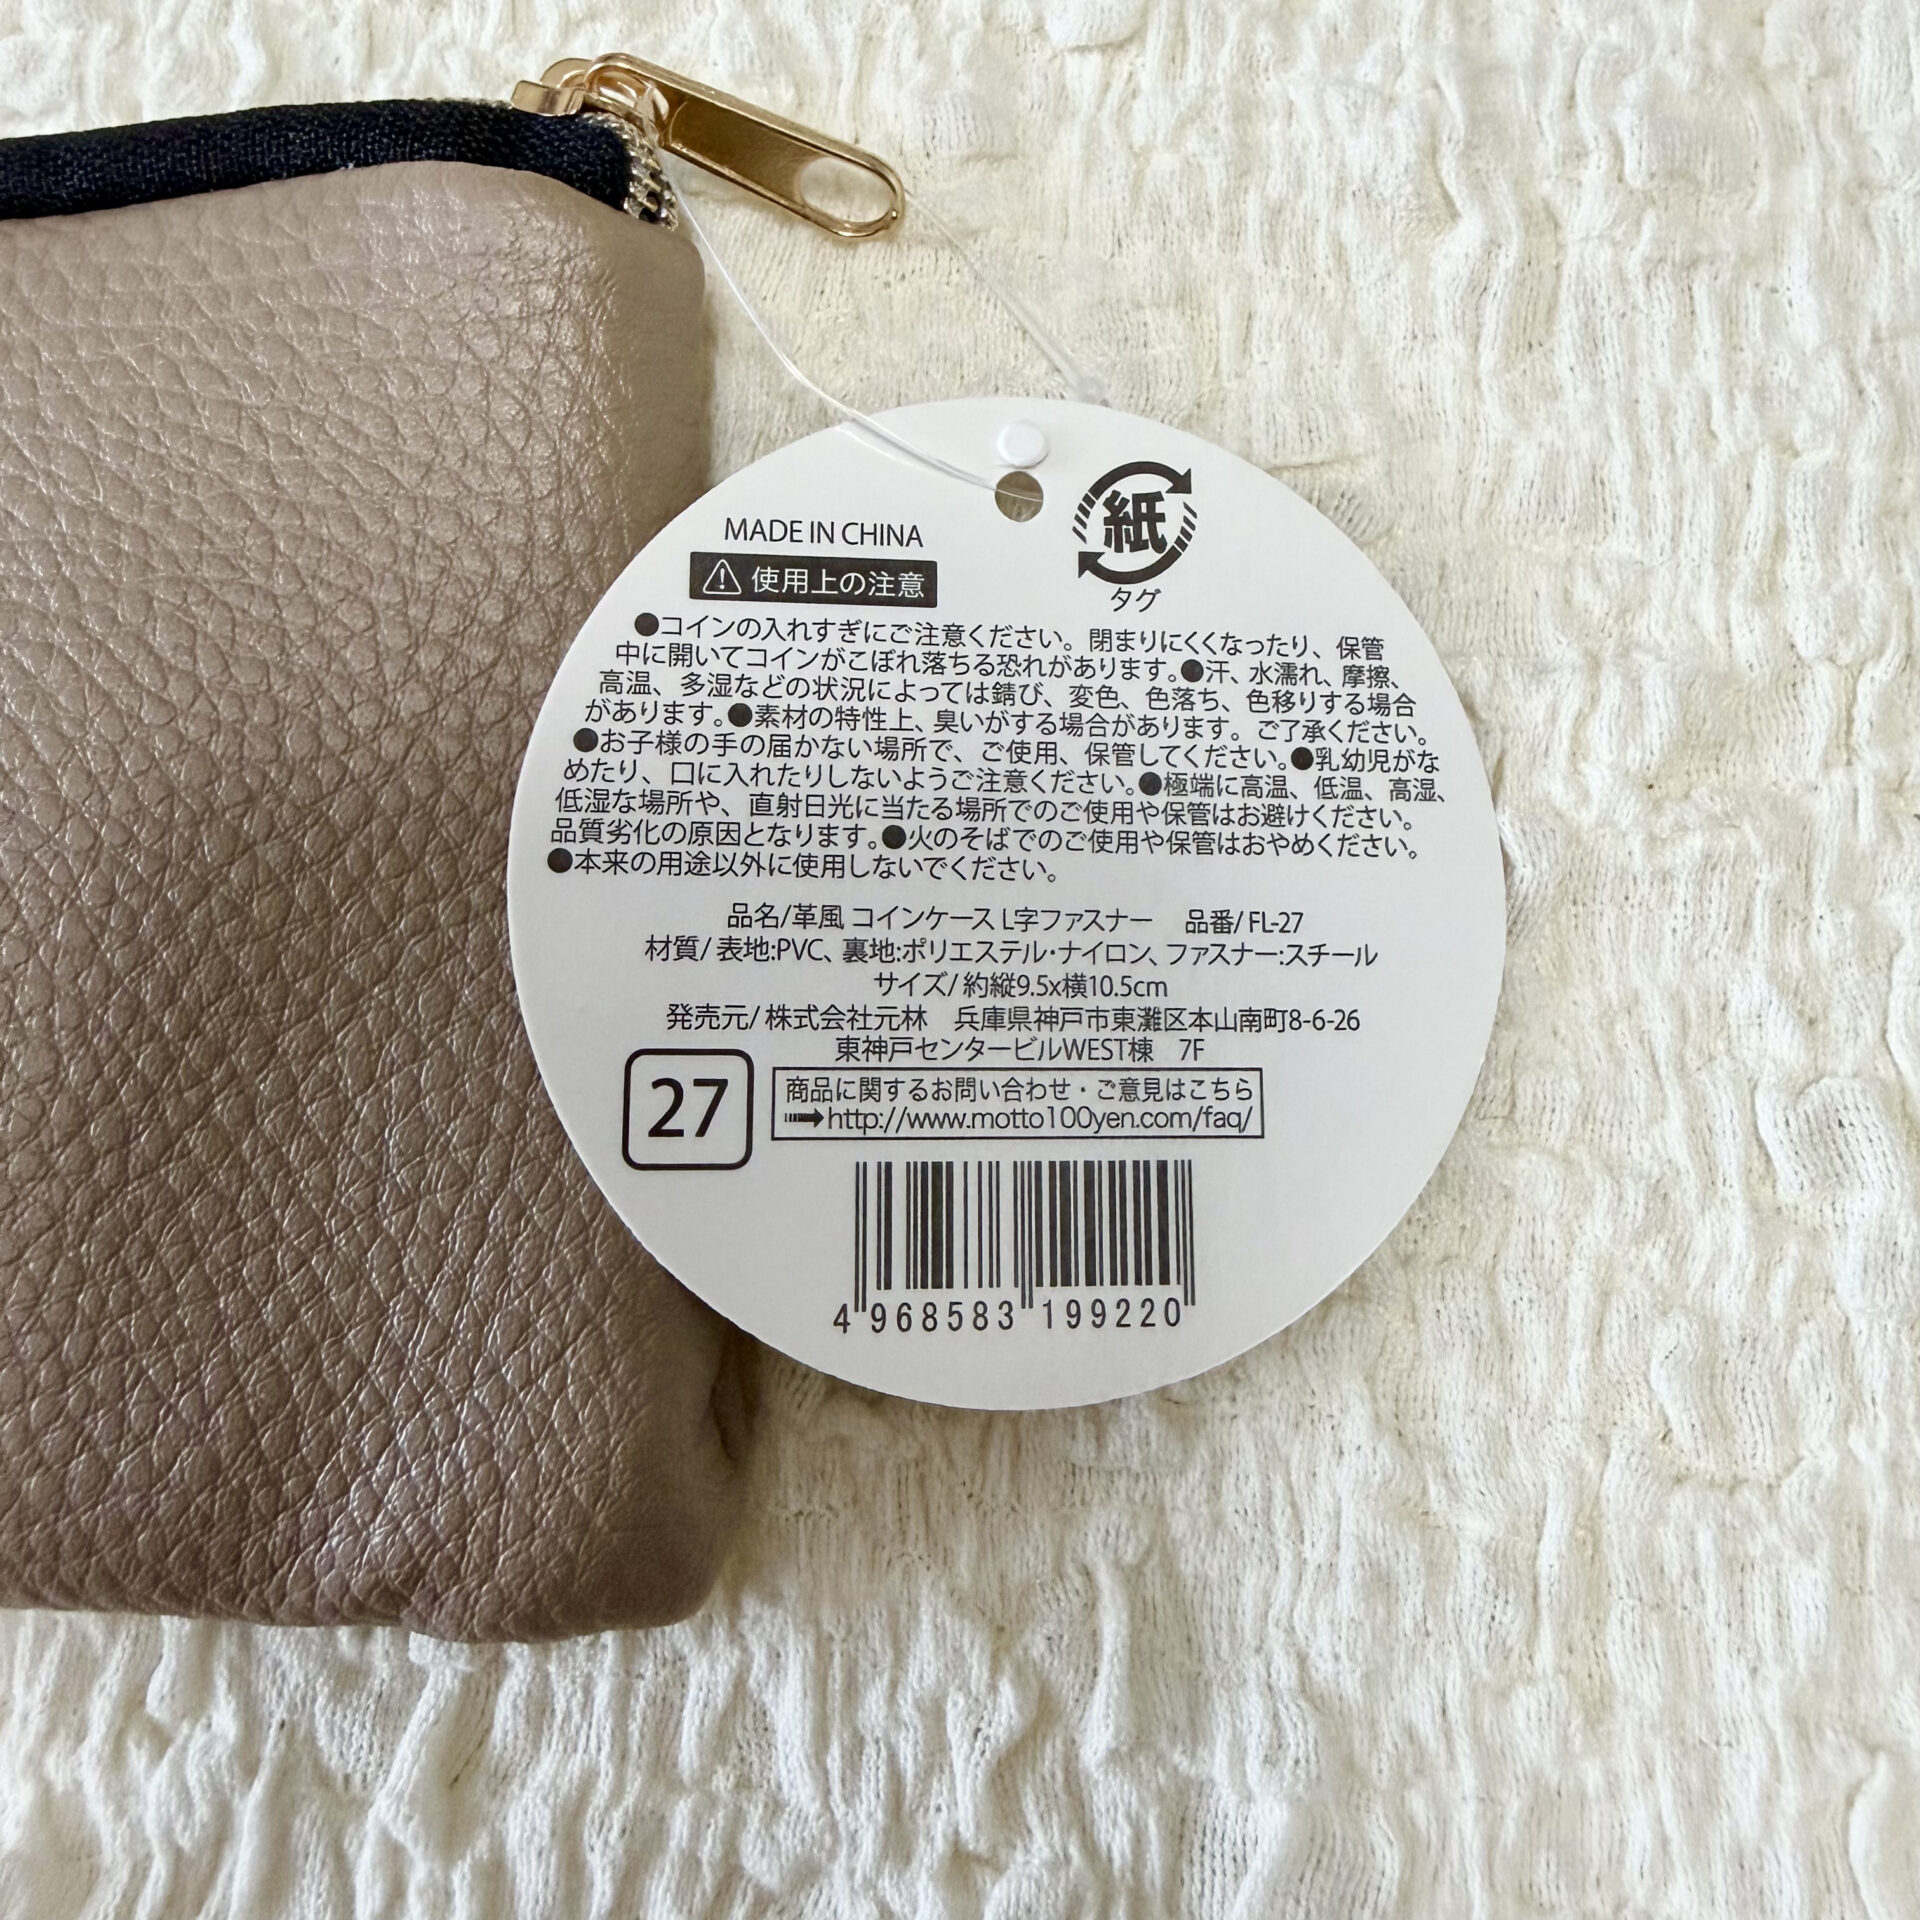 MADE IN CHINA
紙
タグ
使用上の注意
●コインの入れすぎにご注意ください。閉まりにくくなったり、保管
中に開いてコインがこぼれ落ちる恐れがあります。●汗、水濡れ、摩擦、
高温、多湿などの状況によっては錆び、変色、色落ち、色移りする場合
があります。●素材の特性上、臭いがする場合があります。ご了承ください。
●お子様の手の届かない場所で、ご使用、保管してください。●乳幼児がな
めたり、口に入れたりしないようご注意ください。●極端に高温、低温、高湿、
低湿な場所や、直射日光に当たる場所でのご使用や保管はお避けください。
品質劣化の原因となります。●火のそばでのご使用や保管はおやめください。
●本来の用途以外に使用しないでください。
品名/革風 コインケース L字ファスナー　品番/ FL-27
材質/ 表地:PVC、裏地:ポリエステル・ナイロン、ファスナー:スチール
サイズ/ 約縦9.5x横10.5cm
発売元/ 株式会社元林　兵庫県神戸市東灘区本山南町8-6-26
東神戸センタービルWEST棟　7F
27
商品に関するお問い合わせ・ご意見はこちら
http://www.motto100yen.com/faq/
4 968583 199220